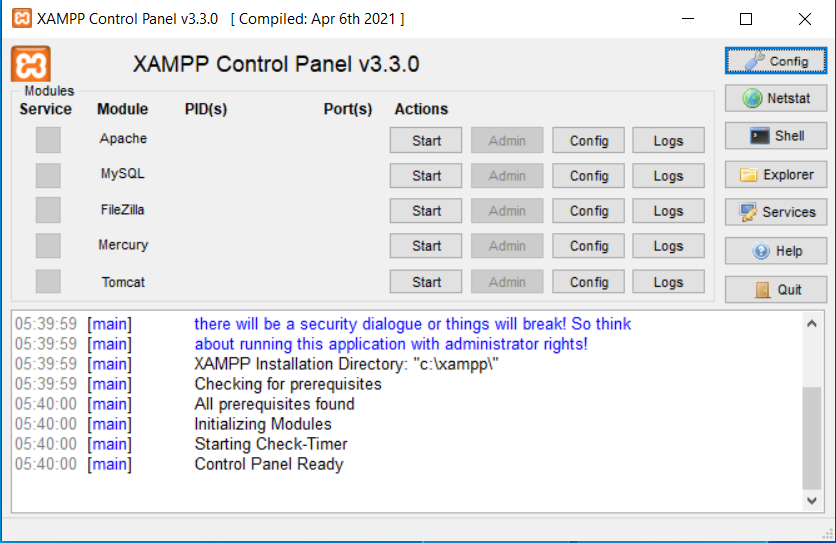 XAMPP Control Panel v3.3.0 [ Compiled: Apr 6th 2021 ]
XAMPP Control Panel v3.3.0
Config
Modules
Service Module PID(s) Port(s) Actions
Netstat
Apache Start Admin Config Logs
Shell
MySQL Start Admin Config Logs
Explorer
FileZilla Start Admin Config Logs
Services
Mercury Start Admin Config Logs
Help
Tomcat Start Admin Config Logs
Quit
05:39:59 [main] there will be a security dialogue or things will break! So think
05:39:59 [main] about running this application with administrator rights!
05:39:59 [main] XAMPP Installation Directory: "c:\xampp\"
05:39:59 [main] Checking for prerequisites
05:40:00 [main] All prerequisites found
05:40:00 [main] Initializing Modules
05:40:00 [main] Starting Check-Timer
05:40:00 [main] Control Panel Ready